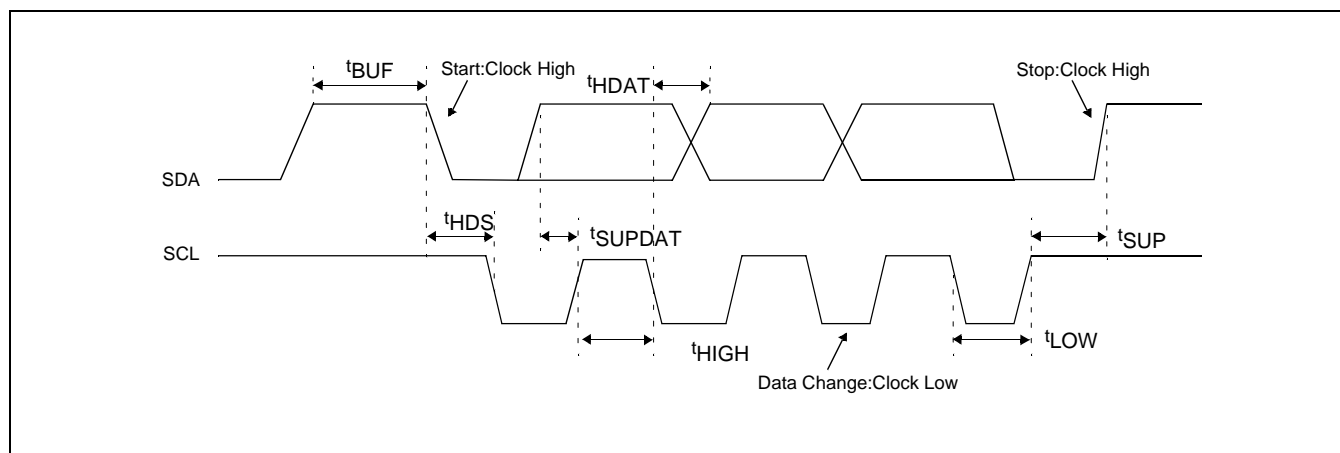 tBUF
Start:Clock High
tHDAT
Stop:Clock High
SDA
tHDS
tSUPDAT
tSUP
SCL
tHIGH
tLOW
Data Change:Clock Low